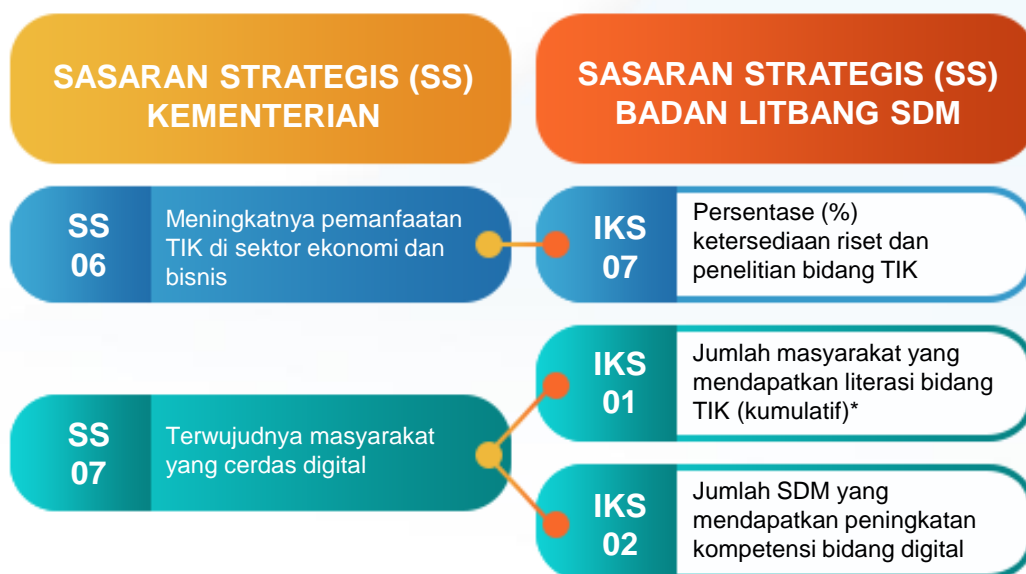 SASARAN STRATEGIS (SS)
KEMENTERIAN
SASARAN STRATEGIS (SS)
BADAN LITBANG SDM
SS
06
Meningkatnya pemanfaatan
TIK di sektor ekonomi dan
bisnis
IKS
07
Persentase (%)
ketersediaan riset dan
penelitian bidang TIK
SS
07
Terwujudnya masyarakat
yang cerdas digital
IKS
01
Jumlah masyarakat yang
mendapatkan literasi bidang
TIK (kumulatif)*
IKS
02
Jumlah SDM yang
mendapatkan peningkatan
kompetensi bidang digital